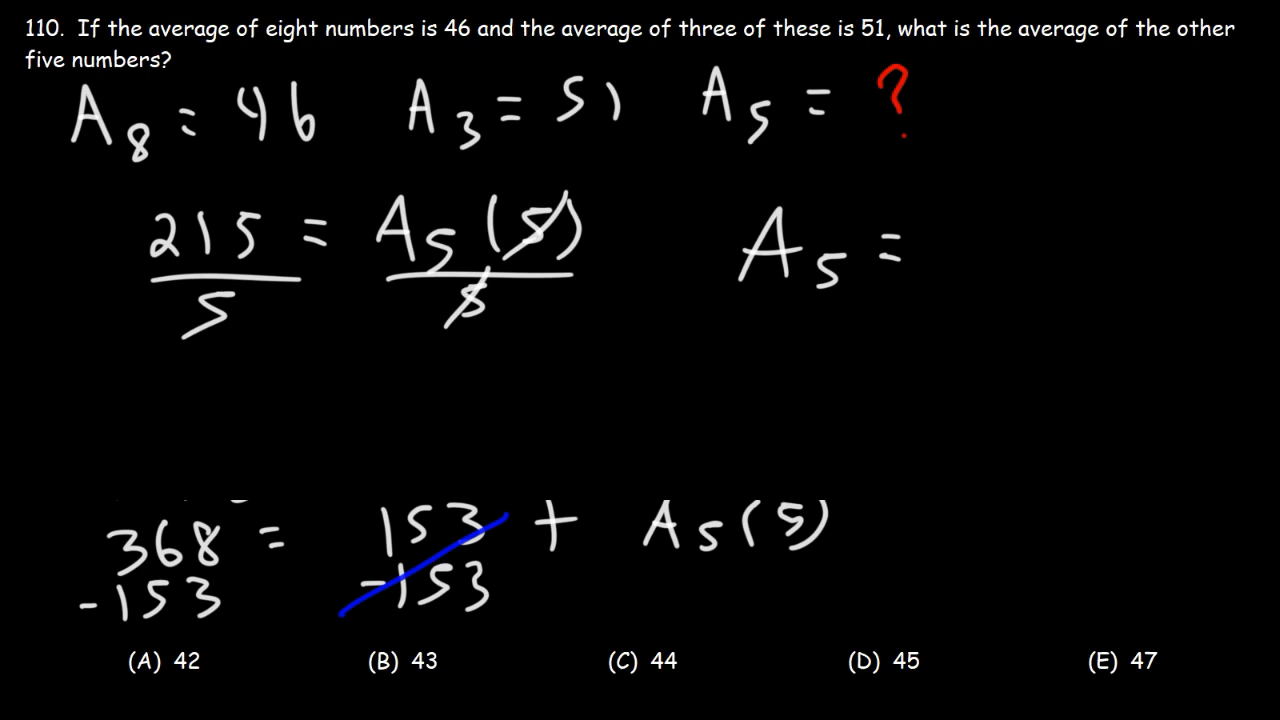 110. If the average of eight numbers is 46 and the average of three of these is 51, what is the average of the other
five numbers?
A8 = 46 A3 = 51 A5 = ?
215 = A5 (5) A5 =
5 5
368 = 153 + A5 (5)
-153 -153
(A) 42 (B) 43 (C) 44 (D) 45 (E) 47